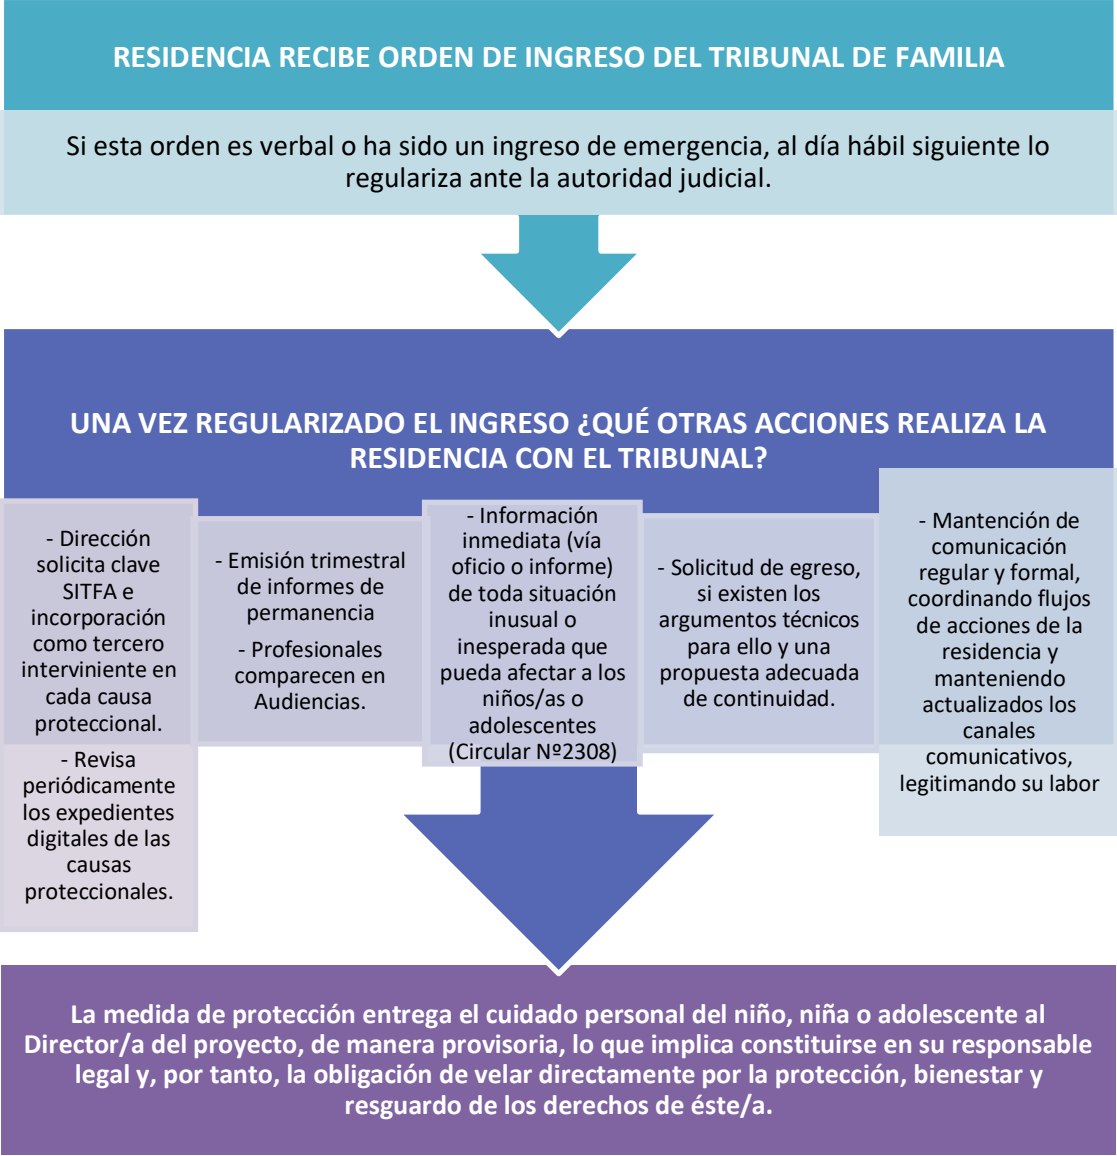 RESIDENCIA RECIBE ORDEN DE INGRESO DEL TRIBUNAL DE FAMILIA
Si esta orden es verbal o ha sido un ingreso de emergencia, al día hábil siguiente lo
regulariza ante la autoridad judicial.
UNA VEZ REGULARIZADO EL INGRESO ¿QUÉ OTRAS ACCIONES REALIZA LA
RESIDENCIA CON EL TRIBUNAL?
- Dirección
solicita clave
SITFA e
incorporación
como tercero
interviniente en
cada causa
proteccional.
- Revisa
periódicamente
los expedientes
digitales de las
causas
proteccionales.
- Emisión trimestral
de informes de
permanencia
- Profesionales
comparecen en
Audiencias.
- Información
inmediata (vía
oficio o informe)
de toda situación
inusual o
inesperada que
pueda afectar a los
niños/as o
adolescentes
(Circular Nº2308)
- Solicitud de egreso,
si existen los
argumentos técnicos
para ello y una
propuesta adecuada
de continuidad.
- Mantención de
comunicación
regular y formal,
coordinando flujos
de acciones de la
residencia y
manteniendo
actualizados los
canales
comunicativos,
legitimando su labor
La medida de protección entrega el cuidado personal del niño, niña o adolescente al
Director/a del proyecto, de manera provisoria, lo que implica constituirse en su responsable
legal y, por tanto, la obligación de velar directamente por la protección, bienestar y
resguardo de los derechos de éste/a.